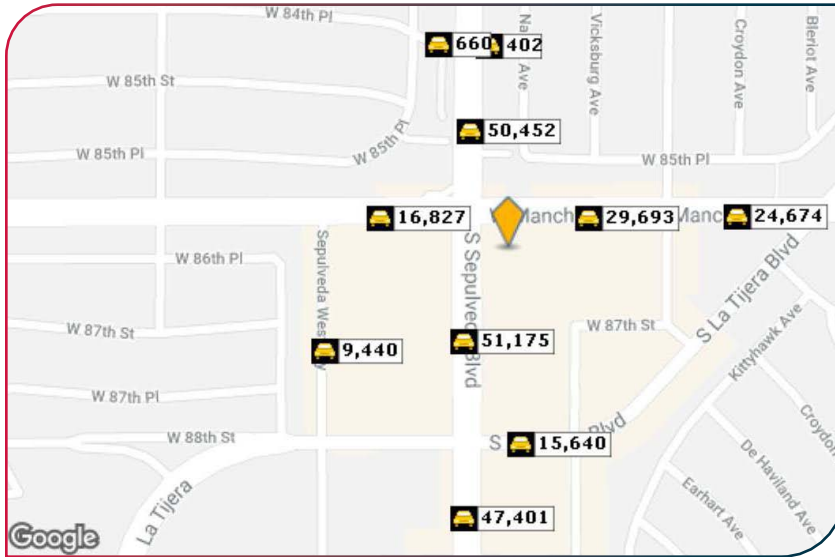 W 84th Pl
660
402
Ave
Vicksburg Ave
Croydon Ave
Bleriot Ave
W 85th St
W 85th Pl
50,452
W 85th Pl
W 85th Pl
16,827
Manch
29,693
Manc
24,674
Sepulveda
W 86th Pl
S Sepulveda Blvd
S La Tijera Blvd
W 87th St
W 87th St
9,440
51,175
Kittyhawk Ave
W 87th Pl
W 88th St
S
Blvd
15,640
Croydon
De Haviland Ave
Earhart Ave
La Tijera
47,401
Google